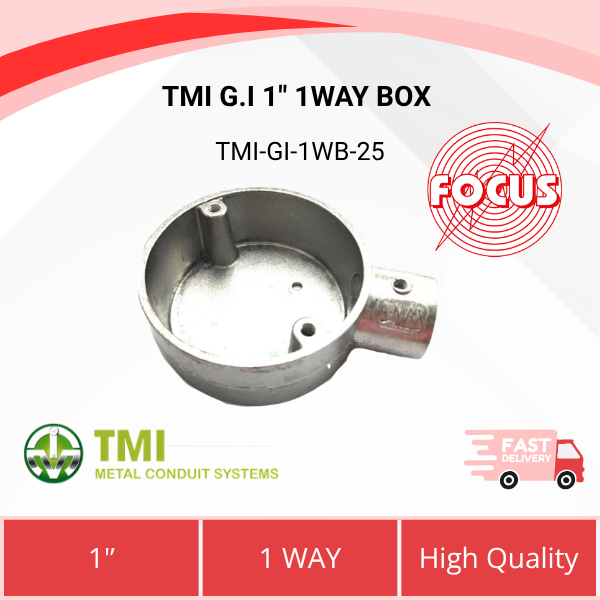 TMI G.I 1" 1WAY BOX
TMI-GI-1WB-25
FOCUS
TMI
METAL CONDUIT SYSTEMS
FAST
DELIVERY
1"
1 WAY
High Quality